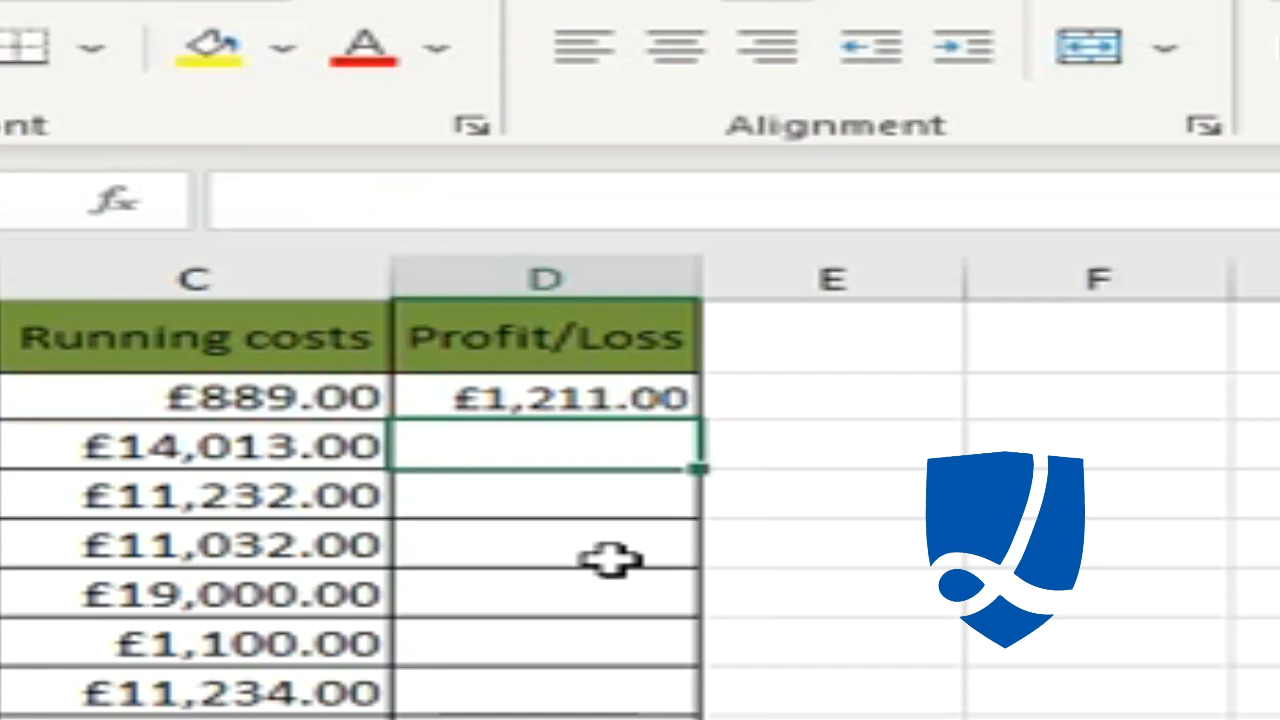 nt
Alignment
fx
C D E F
Running costs Profit/Loss
£889.00 £1,211.00
£14,013.00
£11,232.00
£11,032.00
£19,000.00
£1,100.00
£11,234.00